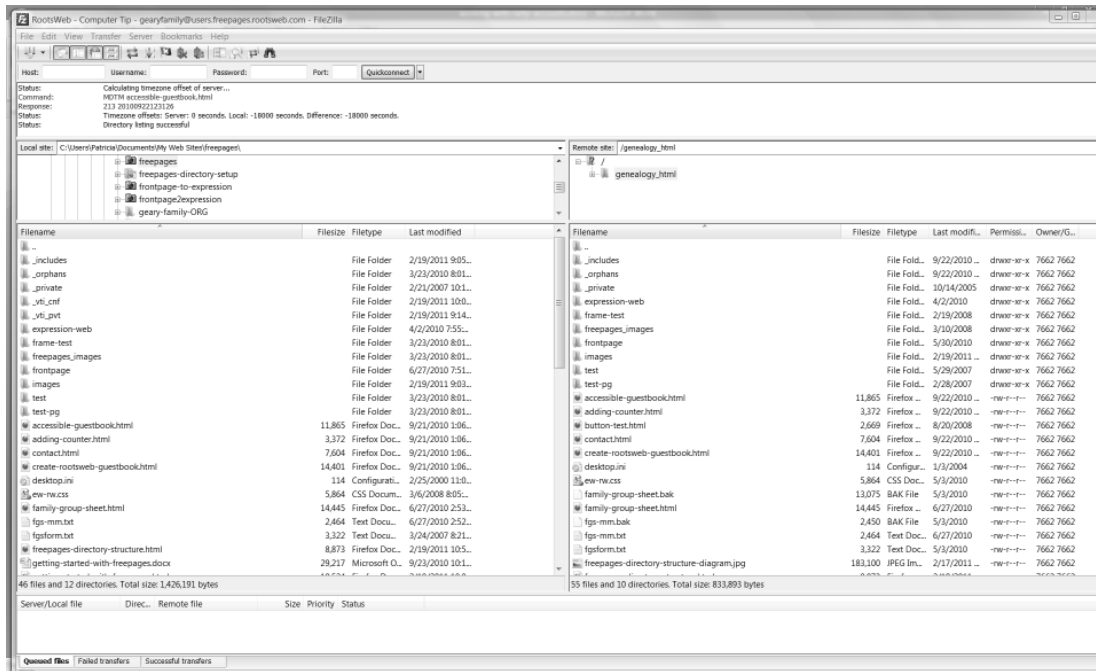 RootsWeb - Computer Tip - gearyfamily@users.freepages.rootsweb.com - FileZilla
File Edit View Transfer Server Bookmarks Help
Host: Username: Password: Port: Quickconnect
Status: Calculating timezone offset of server...
Command: MDTM accessible-guestbook.html
Response: 213 20100922123126
Status: Timezone offsets: Server: 0 seconds. Local: -18000 seconds. Difference: -18000 seconds.
Status: Directory listing successful
Local site: C:\Users\Patricia\Documents\My Web Sites\freepages\
freepages
freepages-directory-setup
frontpage-to-expression
frontpage2expression
geary-family-ORG
Remote site: /genealogy_html
/
genealogy_html
Filename Filesize Filetype Last modified
..
_includes File Folder 2/19/2011 9:05...
_orphans File Folder 3/23/2010 8:01...
_private File Folder 2/21/2007 10:1...
_vti_cnf File Folder 2/19/2011 10:0...
_vti_pvt File Folder 2/19/2011 9:14...
expression-web File Folder 4/2/2010 7:55:...
frame-test File Folder 3/23/2010 8:01...
freepages_images File Folder 3/23/2010 8:01...
frontpage File Folder 6/27/2010 7:51...
images File Folder 2/19/2011 9:03...
test File Folder 3/23/2010 8:01...
test-pg File Folder 3/23/2010 8:01...
accessible-guestbook.html 11,865 Firefox Doc... 9/21/2010 1:06...
adding-counter.html 3,372 Firefox Doc... 9/21/2010 1:06...
contact.html 7,604 Firefox Doc... 9/21/2010 1:06...
create-rootsweb-guestbook.html 14,401 Firefox Doc... 9/21/2010 1:06...
desktop.ini 114 Configurati... 2/25/2000 11:0...
ew-rw.css 5,864 CSS Docum... 3/6/2008 8:05:...
family-group-sheet.html 14,445 Firefox Doc... 6/27/2010 2:53...
fgs-mm.txt 2,464 Text Docu... 6/27/2010 2:52...
fgsform.txt 3,322 Text Docu... 3/24/2007 8:21...
freepages-directory-structure.html 8,873 Firefox Doc... 2/19/2011 10:5...
getting-started-with-freepages.docx 29,217 Microsoft O... 9/23/2010 10:1...
46 files and 12 directories. Total size: 1,426,191 bytes
Filename Filesize Filetype Last modifi... Permissi... Owner/G...
..
_includes File Fold... 9/22/2010 ... drwxr-xr-x 7662 7662
_orphans File Fold... 9/22/2010 ... drwxr-xr-x 7662 7662
_private File Fold... 10/14/2005 drwxr-xr-x 7662 7662
expression-web File Fold... 4/2/2010 drwxr-xr-x 7662 7662
frame-test File Fold... 2/19/2008 drwxr-xr-x 7662 7662
freepages_images File Fold... 3/10/2008 drwxr-xr-x 7662 7662
frontpage File Fold... 5/30/2010 drwxr-xr-x 7662 7662
images File Fold... 2/19/2011 ... drwxr-xr-x 7662 7662
test File Fold... 5/29/2007 drwxr-xr-x 7662 7662
test-pg File Fold... 2/28/2007 drwxr-xr-x 7662 7662
accessible-guestbook.html 11,865 Firefox ... 9/22/2010 ... -rw-r--r-- 7662 7662
adding-counter.html 3,372 Firefox ... 9/22/2010 ... -rw-r--r-- 7662 7662
button-test.html 2,669 Firefox ... 8/20/2008 -rw-r--r-- 7662 7662
contact.html 7,604 Firefox ... 9/22/2010 ... -rw-r--r-- 7662 7662
create-rootsweb-guestbook.html 14,401 Firefox ... 9/22/2010 ... -rw-r--r-- 7662 7662
desktop.ini 114 Configur... 1/3/2004 -rw-r--r-- 7662 7662
ew-rw.css 5,864 CSS Doc... 5/3/2010 -rw-r--r-- 7662 7662
family-group-sheet.bak 13,075 BAK File 5/3/2010 -rw-r--r-- 7662 7662
family-group-sheet.html 14,445 Firefox ... 6/27/2010 -rw-r--r-- 7662 7662
fgs-mm.bak 2,450 BAK File 5/3/2010 -rw-r--r-- 7662 7662
fgs-mm.txt 2,464 Text Doc... 6/27/2010 -rw-r--r-- 7662 7662
fgsform.txt 3,322 Text Doc... 5/3/2010 -rw-r--r-- 7662 7662
freepages-directory-structure-diagram.jpg 183,100 JPEG Im... 2/17/2011 ... -rw-r--r-- 7662 7662
55 files and 10 directories. Total size: 833,893 bytes
Server/Local file Direc... Remote file Size Priority Status
Queued files Failed transfers Successful transfers